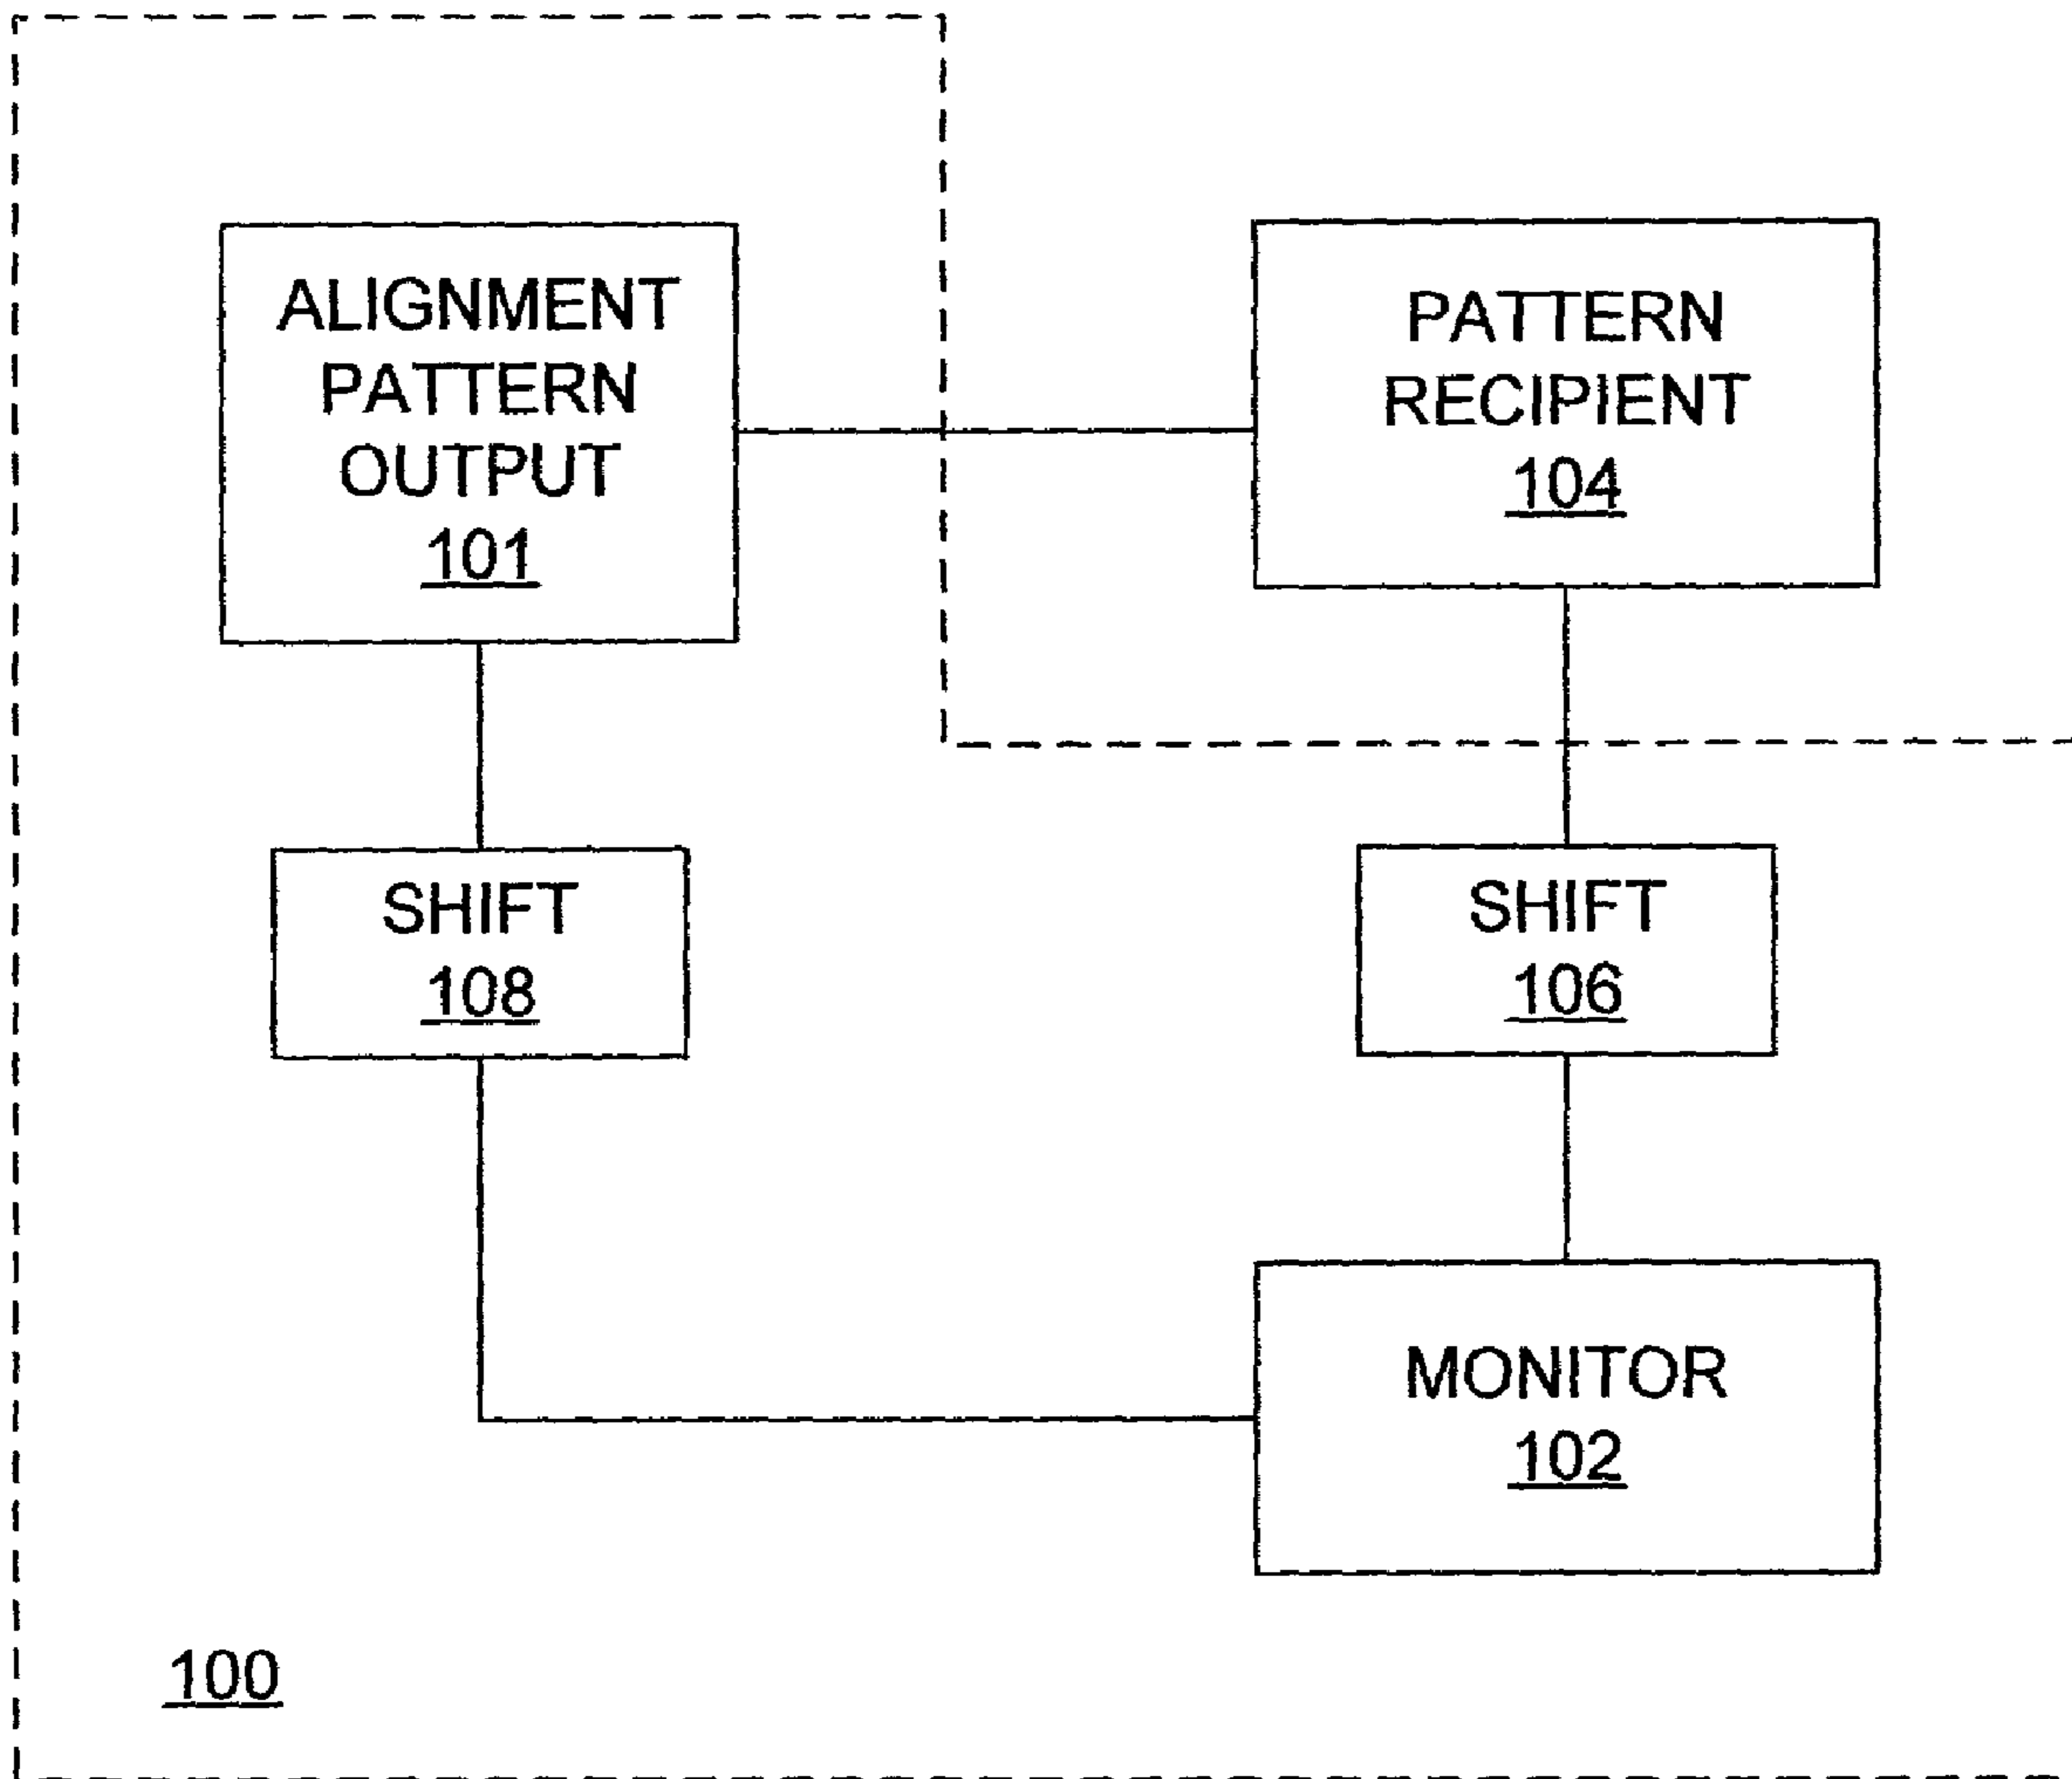 ALIGNMENT
PATTERN
OUTPUT
101
PATTERN
RECIPIENT
104
SHIFT
108
SHIFT
106
MONITOR
102
100